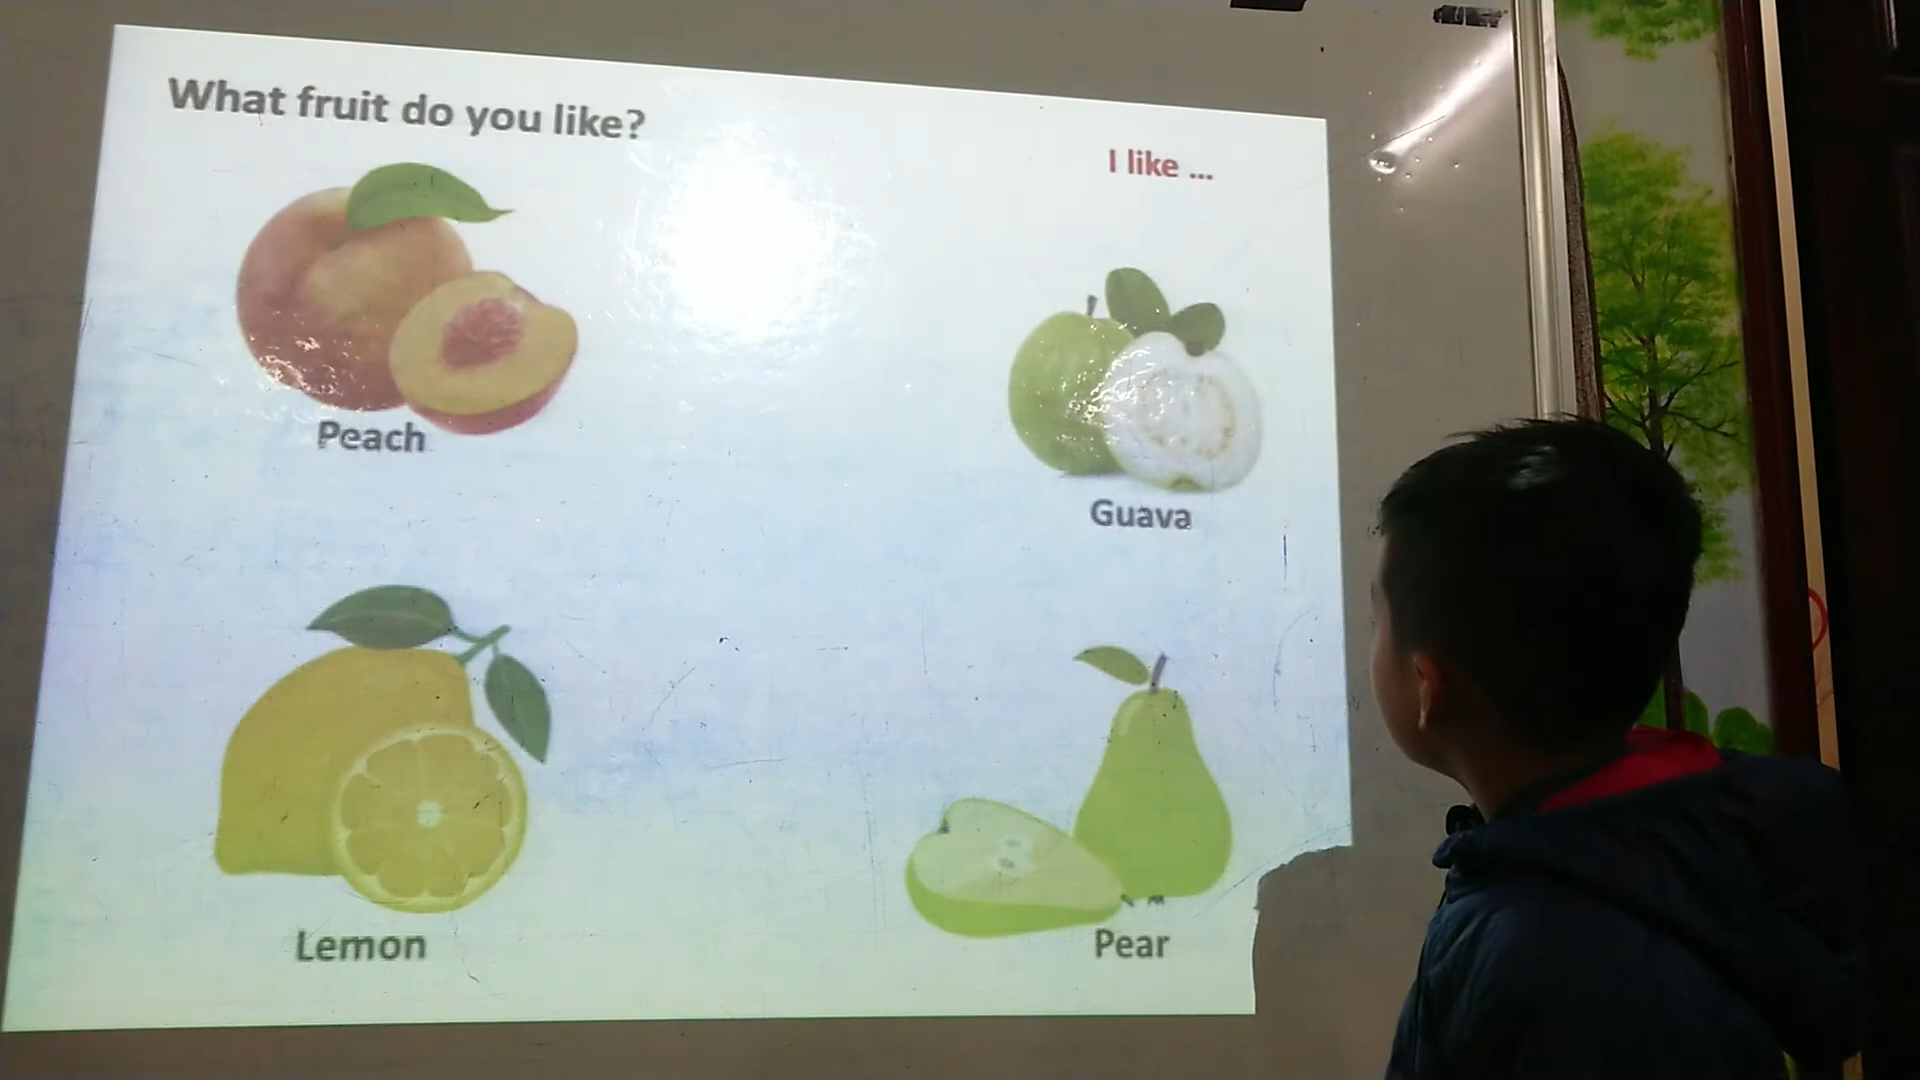 What fruit do you like?
I like ...
Peach
Guava
Lemon
Pear